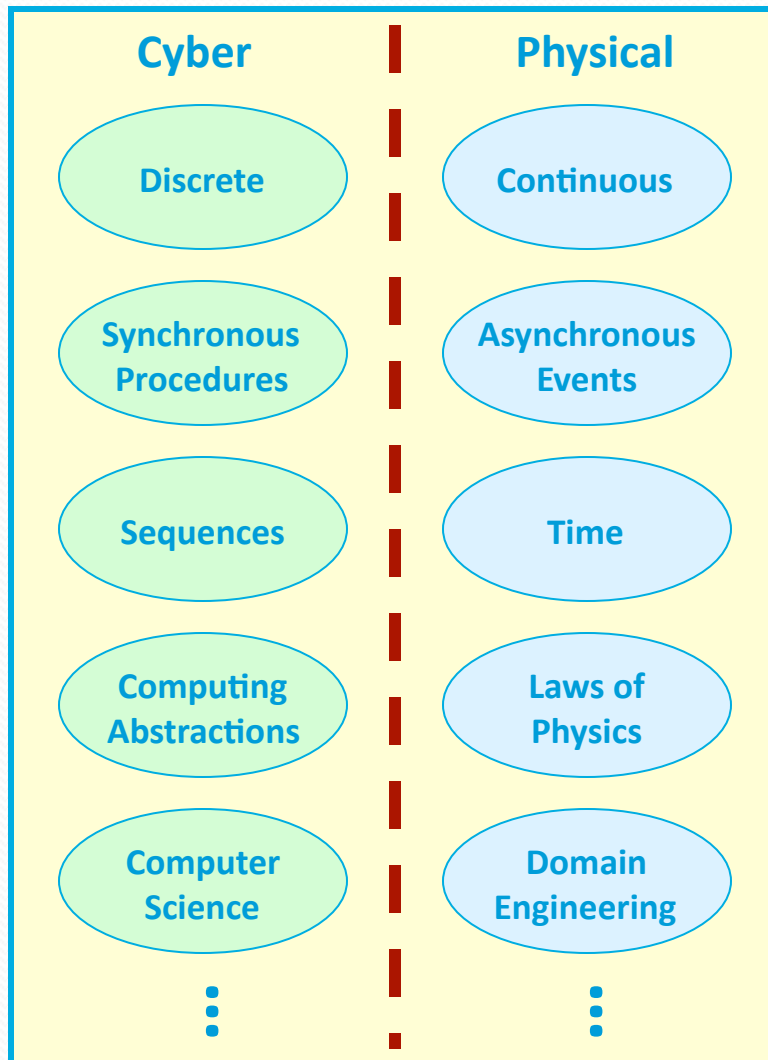 Cyber
Physical
Discrete
Continuous
Synchronous
Procedures
Asynchronous
Events
Sequences
Time
Computing
Abstractions
Laws of
Physics
Computer
Science
Domain
Engineering